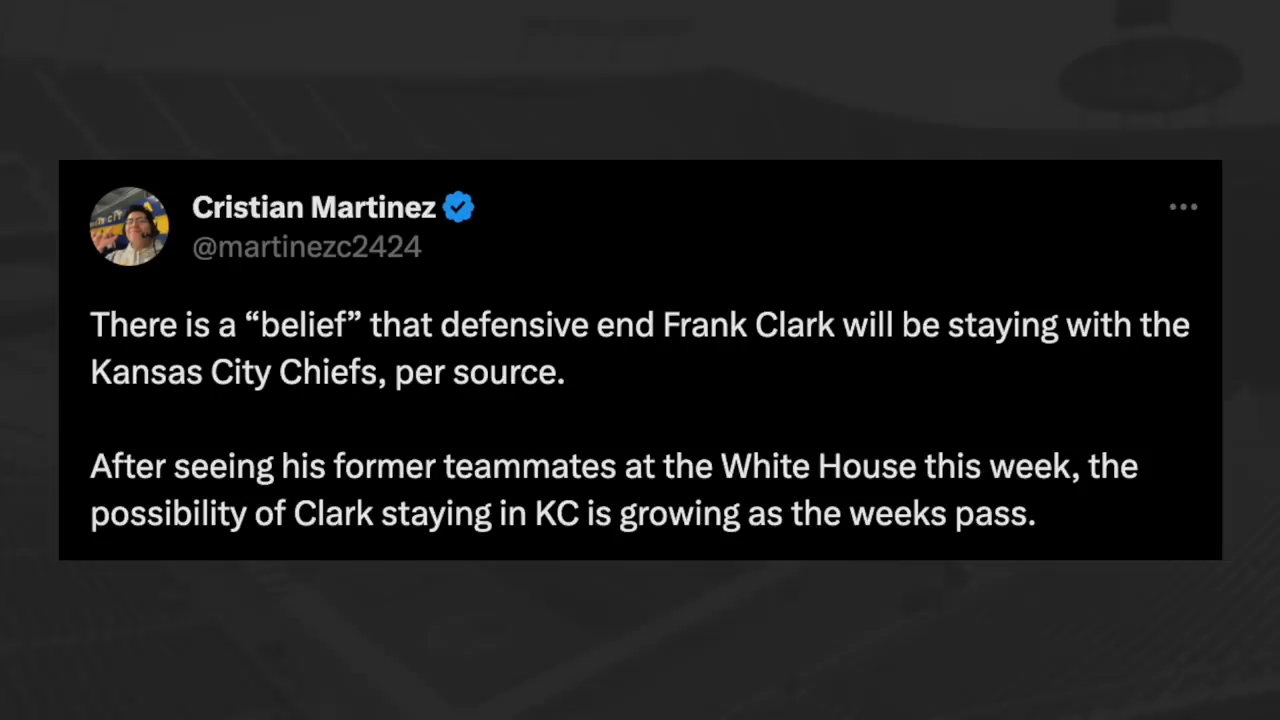 Cristian Martinez
@martinezc2424
There is a “belief” that defensive end Frank Clark will be staying with the
Kansas City Chiefs, per source.
After seeing his former teammates at the White House this week, the
possibility of Clark staying in KC is growing as the weeks pass.